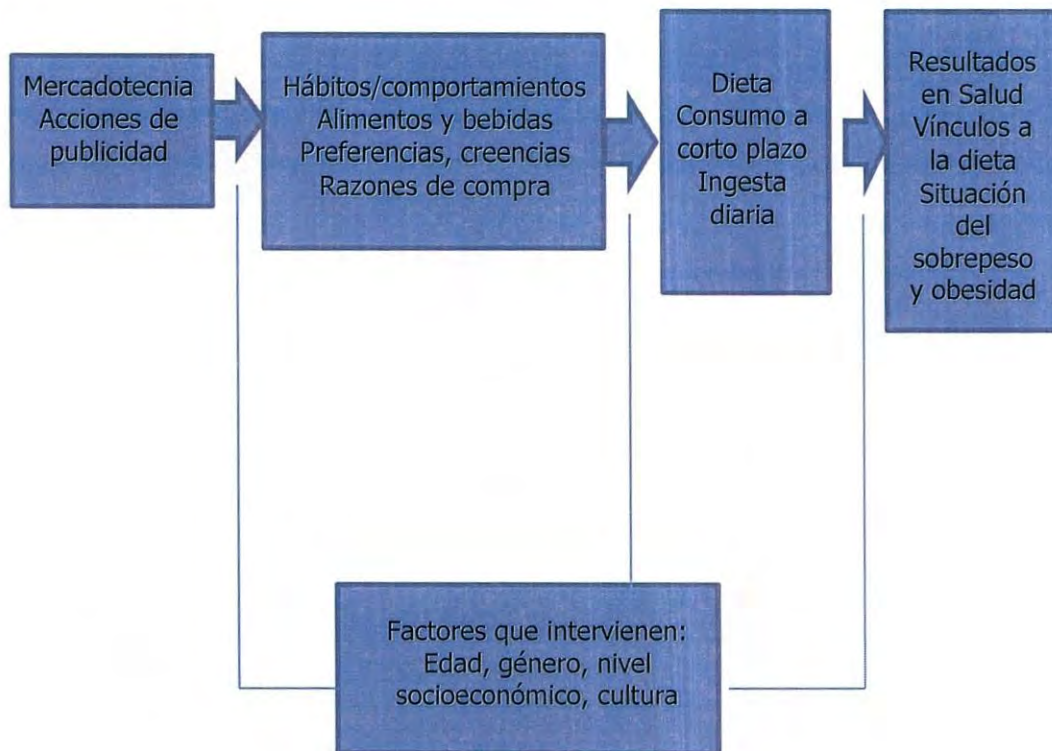 Mercadotecnia
Acciones de
publicidad
Hábitos/comportamientos
Alimentos y bebidas
Preferencias, creencias
Razones de compra
Dieta
Consumo a
corto plazo
Ingesta
diaria
Resultados
en Salud
Vínculos a
la dieta
Situación
del
sobrepeso
y obesidad
Factores que intervienen:
Edad, género, nivel
socioeconómico, cultura